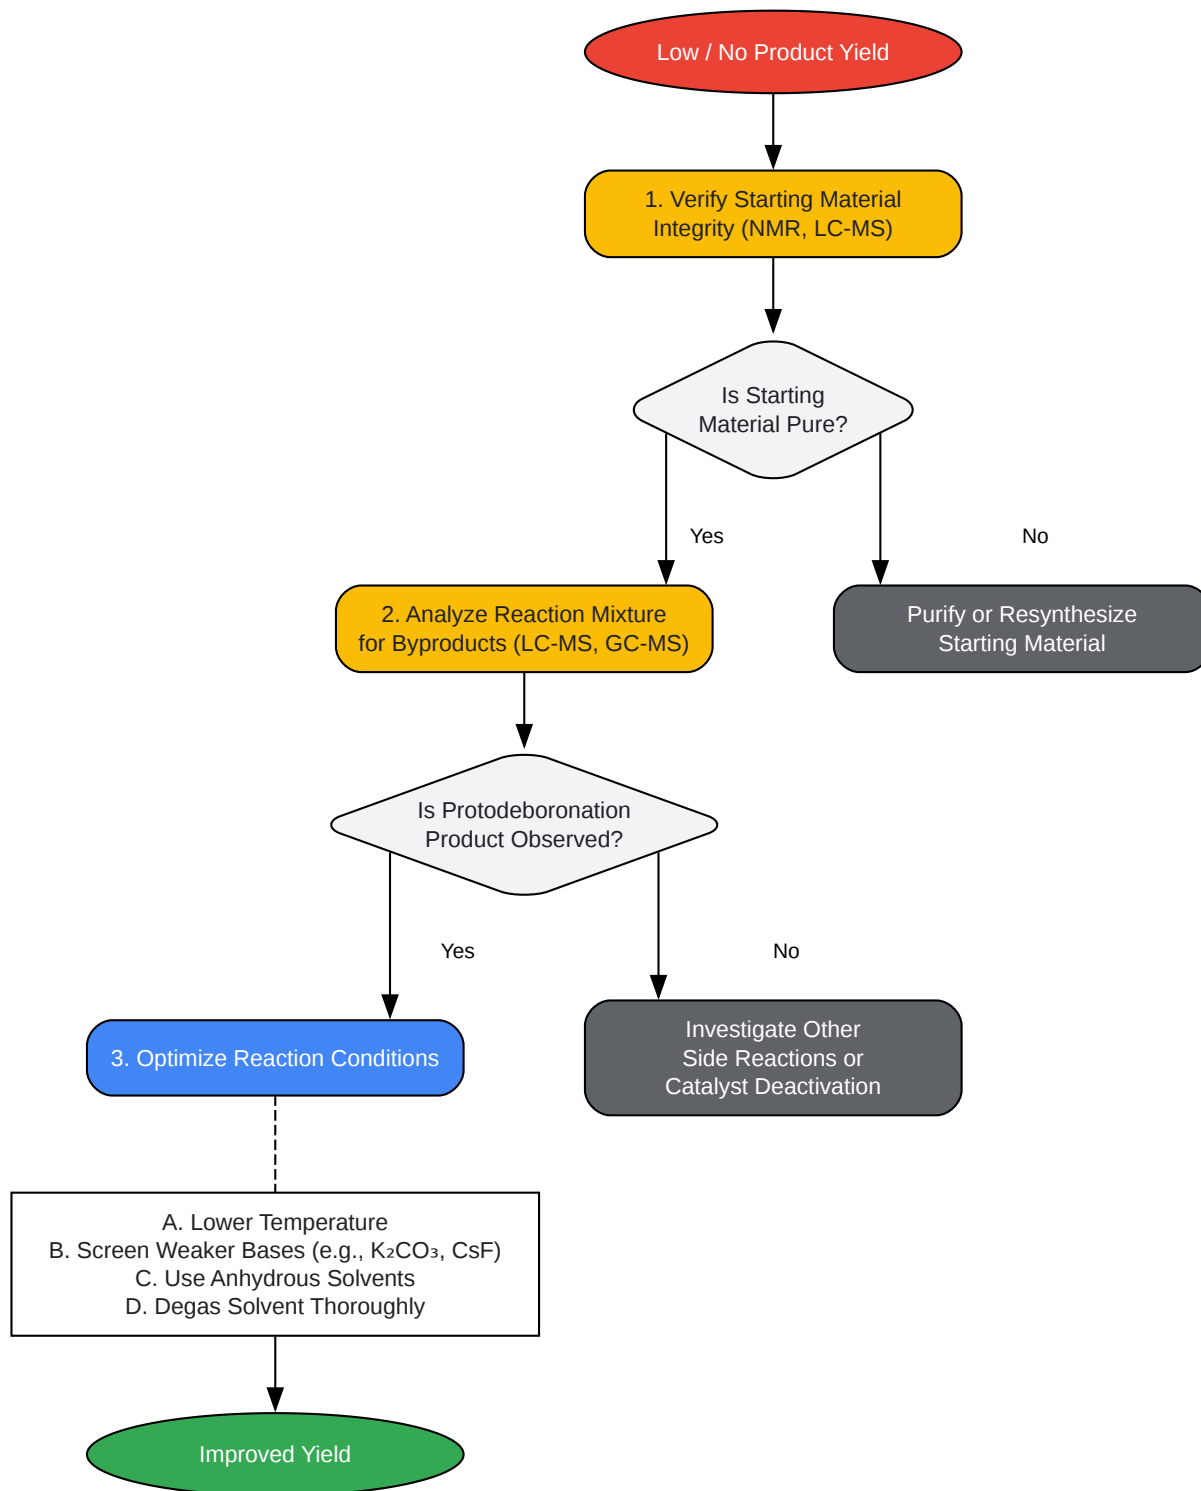 Low / No Product Yield
1. Verify Starting Material
Integrity (NMR, LC-MS)
Is Starting
Material Pure?
Yes
No
2. Analyze Reaction Mixture
for Byproducts (LC-MS, GC-MS)
Purify or Resynthesize
Starting Material
Is Protodeboronation
Product Observed?
Yes
No
3. Optimize Reaction Conditions
Investigate Other
Side Reactions or
Catalyst Deactivation
A. Lower Temperature
B. Screen Weaker Bases (e.g., K₂CO₃, CsF)
C. Use Anhydrous Solvents
D. Degas Solvent Thoroughly
Improved Yield